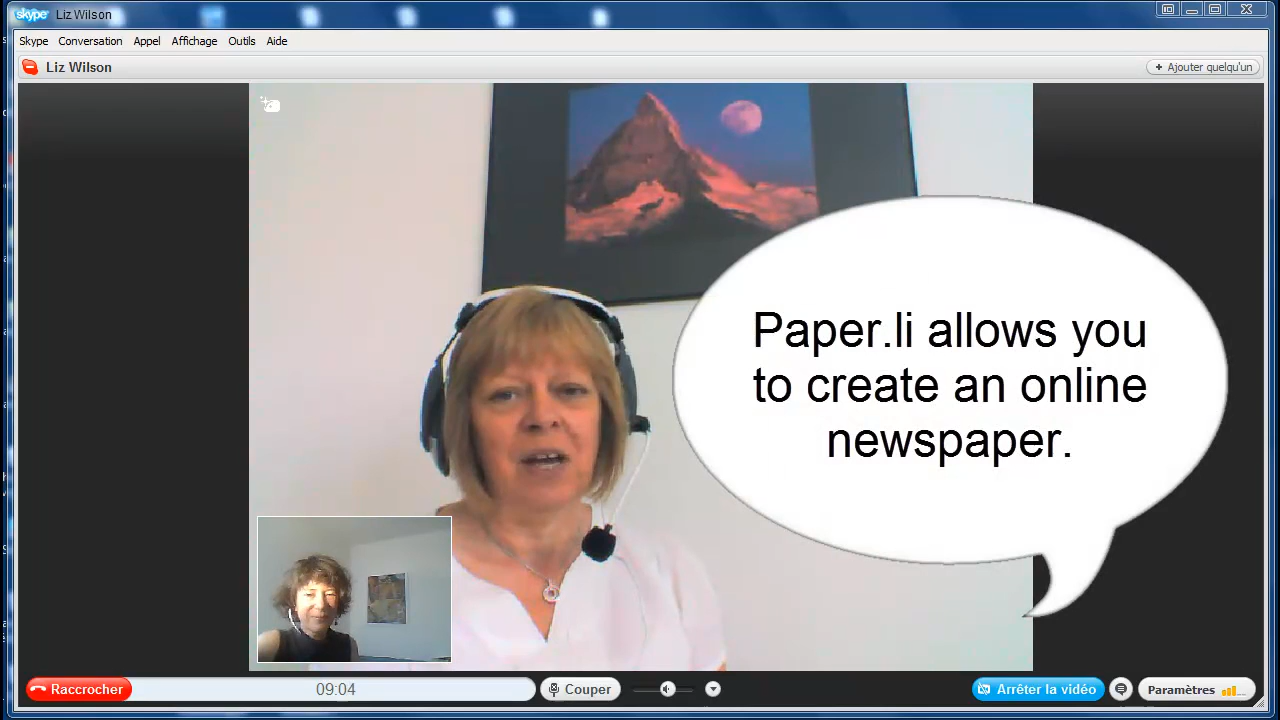 skype Liz Wilson
Skype Conversation Appel Affichage Outils Aide
Liz Wilson
+ Ajouter quelqu'un
Paper.li allows you
to create an online
newspaper.
Raccrocher
09:04
Couper
Arrêter la vidéo
Paramètres